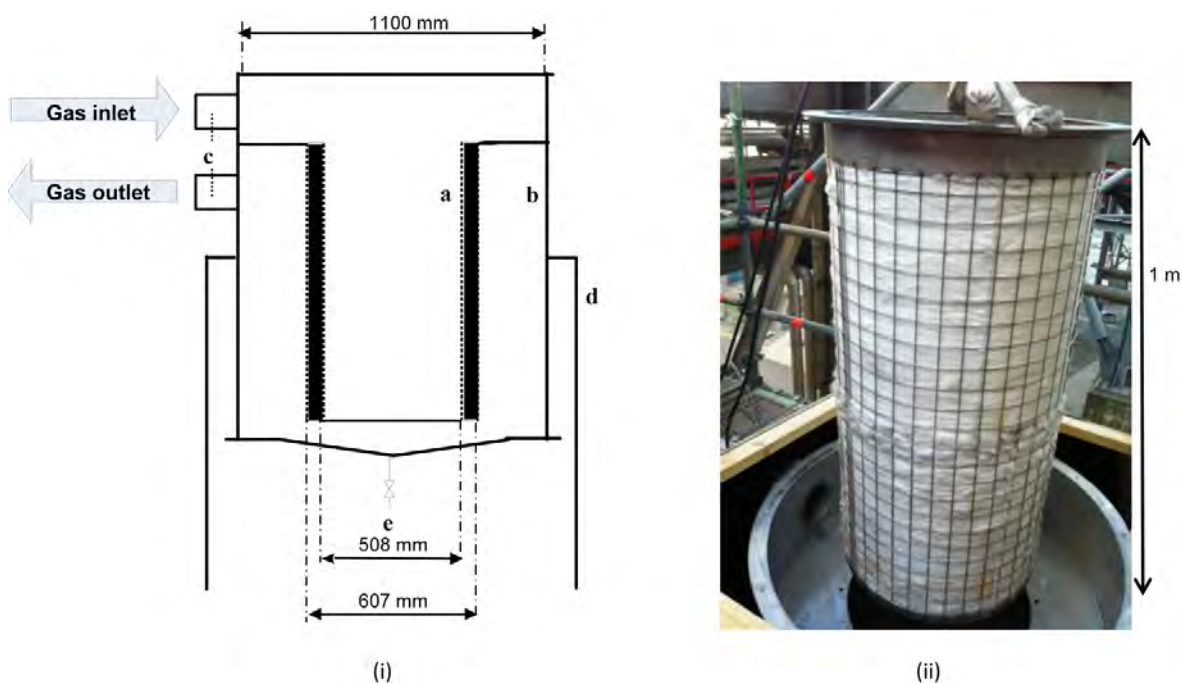 1100 mm
Gas inlet
c
Gas outlet
a
b
d
1 m
e
508 mm
607 mm
(i)
(ii)